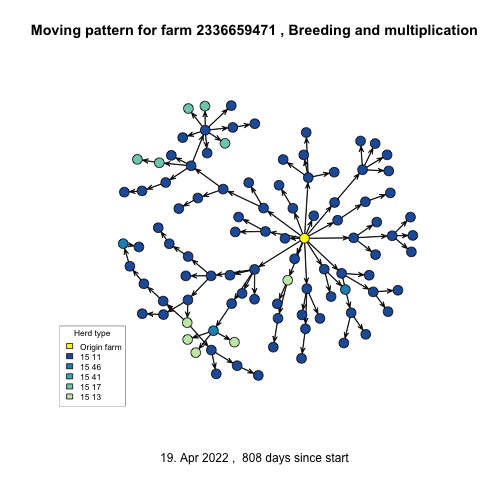 Moving pattern for farm 2336659471 , Breeding and multiplication
Herd type
Origin farm
15 11
15 46
15 41
15 17
15 13
19. Apr 2022 ,  808 days since start